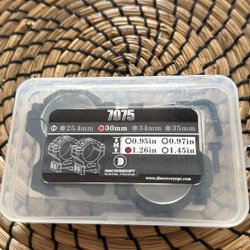 7075
Φ 25.4mm 30mm 34mm 35mm
0.95in 0.97in
1.26in 1.45in
D
DISCOVERYOPT
www.discoveryopt.com